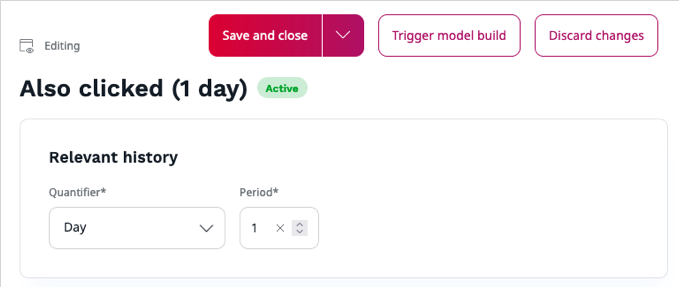 Editing
Save and close
Trigger model build
Discard changes
Also clicked (1 day)
Active
Relevant history
Quantifier*
Period*
Day
1